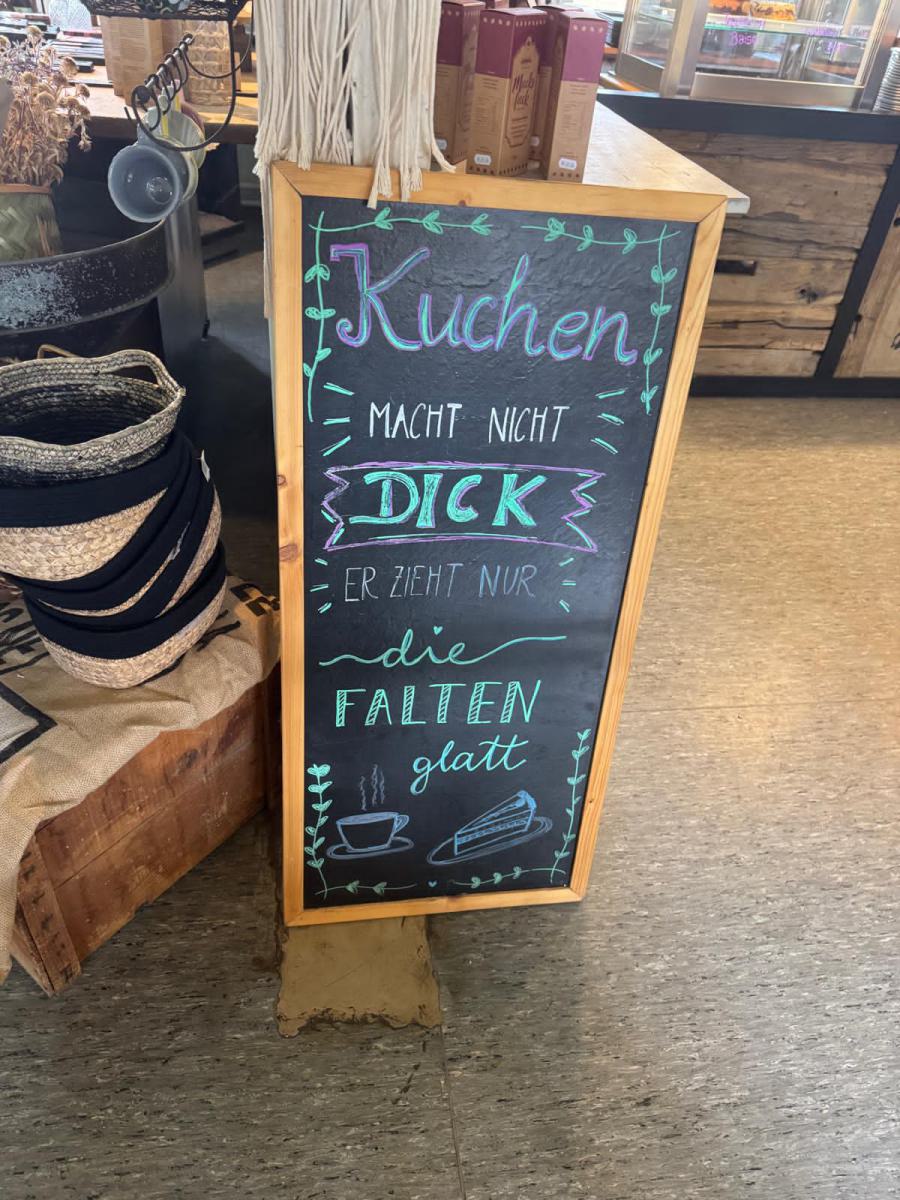 Kuchen
MACHT NICHT
DICK
ER ZIEHT NUR
die
FALTEN
glatt